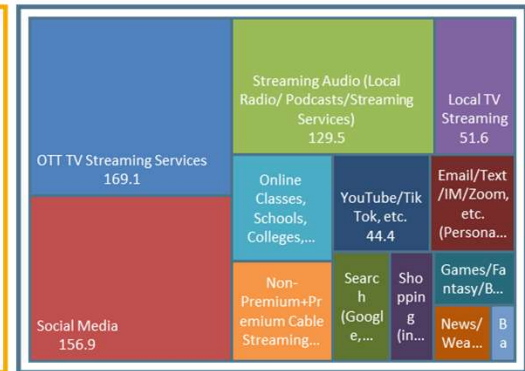 OTT TV Streaming Services
169.1
Social Media
156.9
Streaming Audio (Local
Radio/ Podcasts/Streaming
Services)
129.5
Local TV
Streaming
51.6
Online
Classes,
Schools,
Colleges,...
YouTube/Tik
Tok, etc.
44.4
Email/Text
/IM/Zoom,
etc.
(Persona...
Non-
Premium+Pr
emium Cable
Streaming...
Searc
h
(Googl
e,...
Sho
ppin
g
(in...
Games/Fa
ntasy/B...
News/
Wea...
Ba